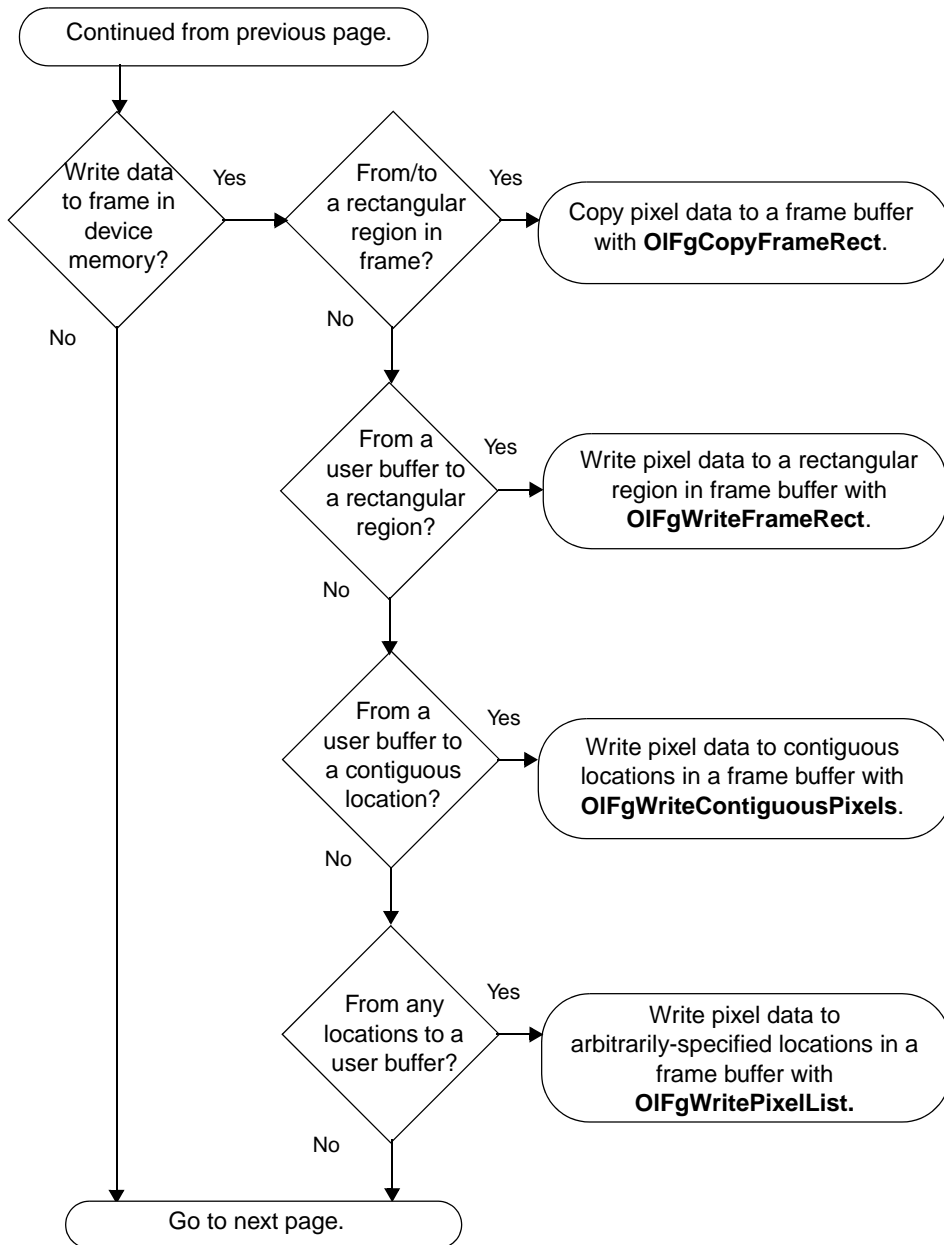 Continued from previous page.
Write data
to frame in
device
memory?
Yes
No
From/to
a rectangular
region in
frame?
Yes
No
Copy pixel data to a frame buffer
with OlFgCopyFrameRect.
From a
user buffer to
a rectangular
region?
Yes
No
Write pixel data to a rectangular
region in frame buffer with
OlFgWriteFrameRect.
From a
user buffer to
a contiguous
location?
Yes
No
Write pixel data to contiguous
locations in a frame buffer with
OlFgWriteContiguousPixels.
From any
locations to a
user buffer?
Yes
No
Write pixel data to
arbitrarily-specified locations in a
frame buffer with
OlFgWritePixelList.
Go to next page.